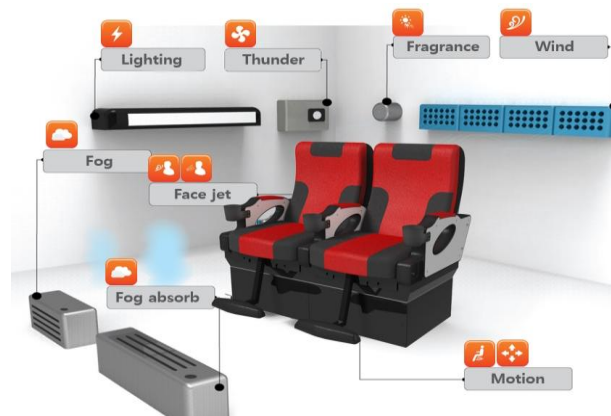 Lighting
Thunder
Fragrance
Wind
Fog
Face jet
Fog absorb
Motion